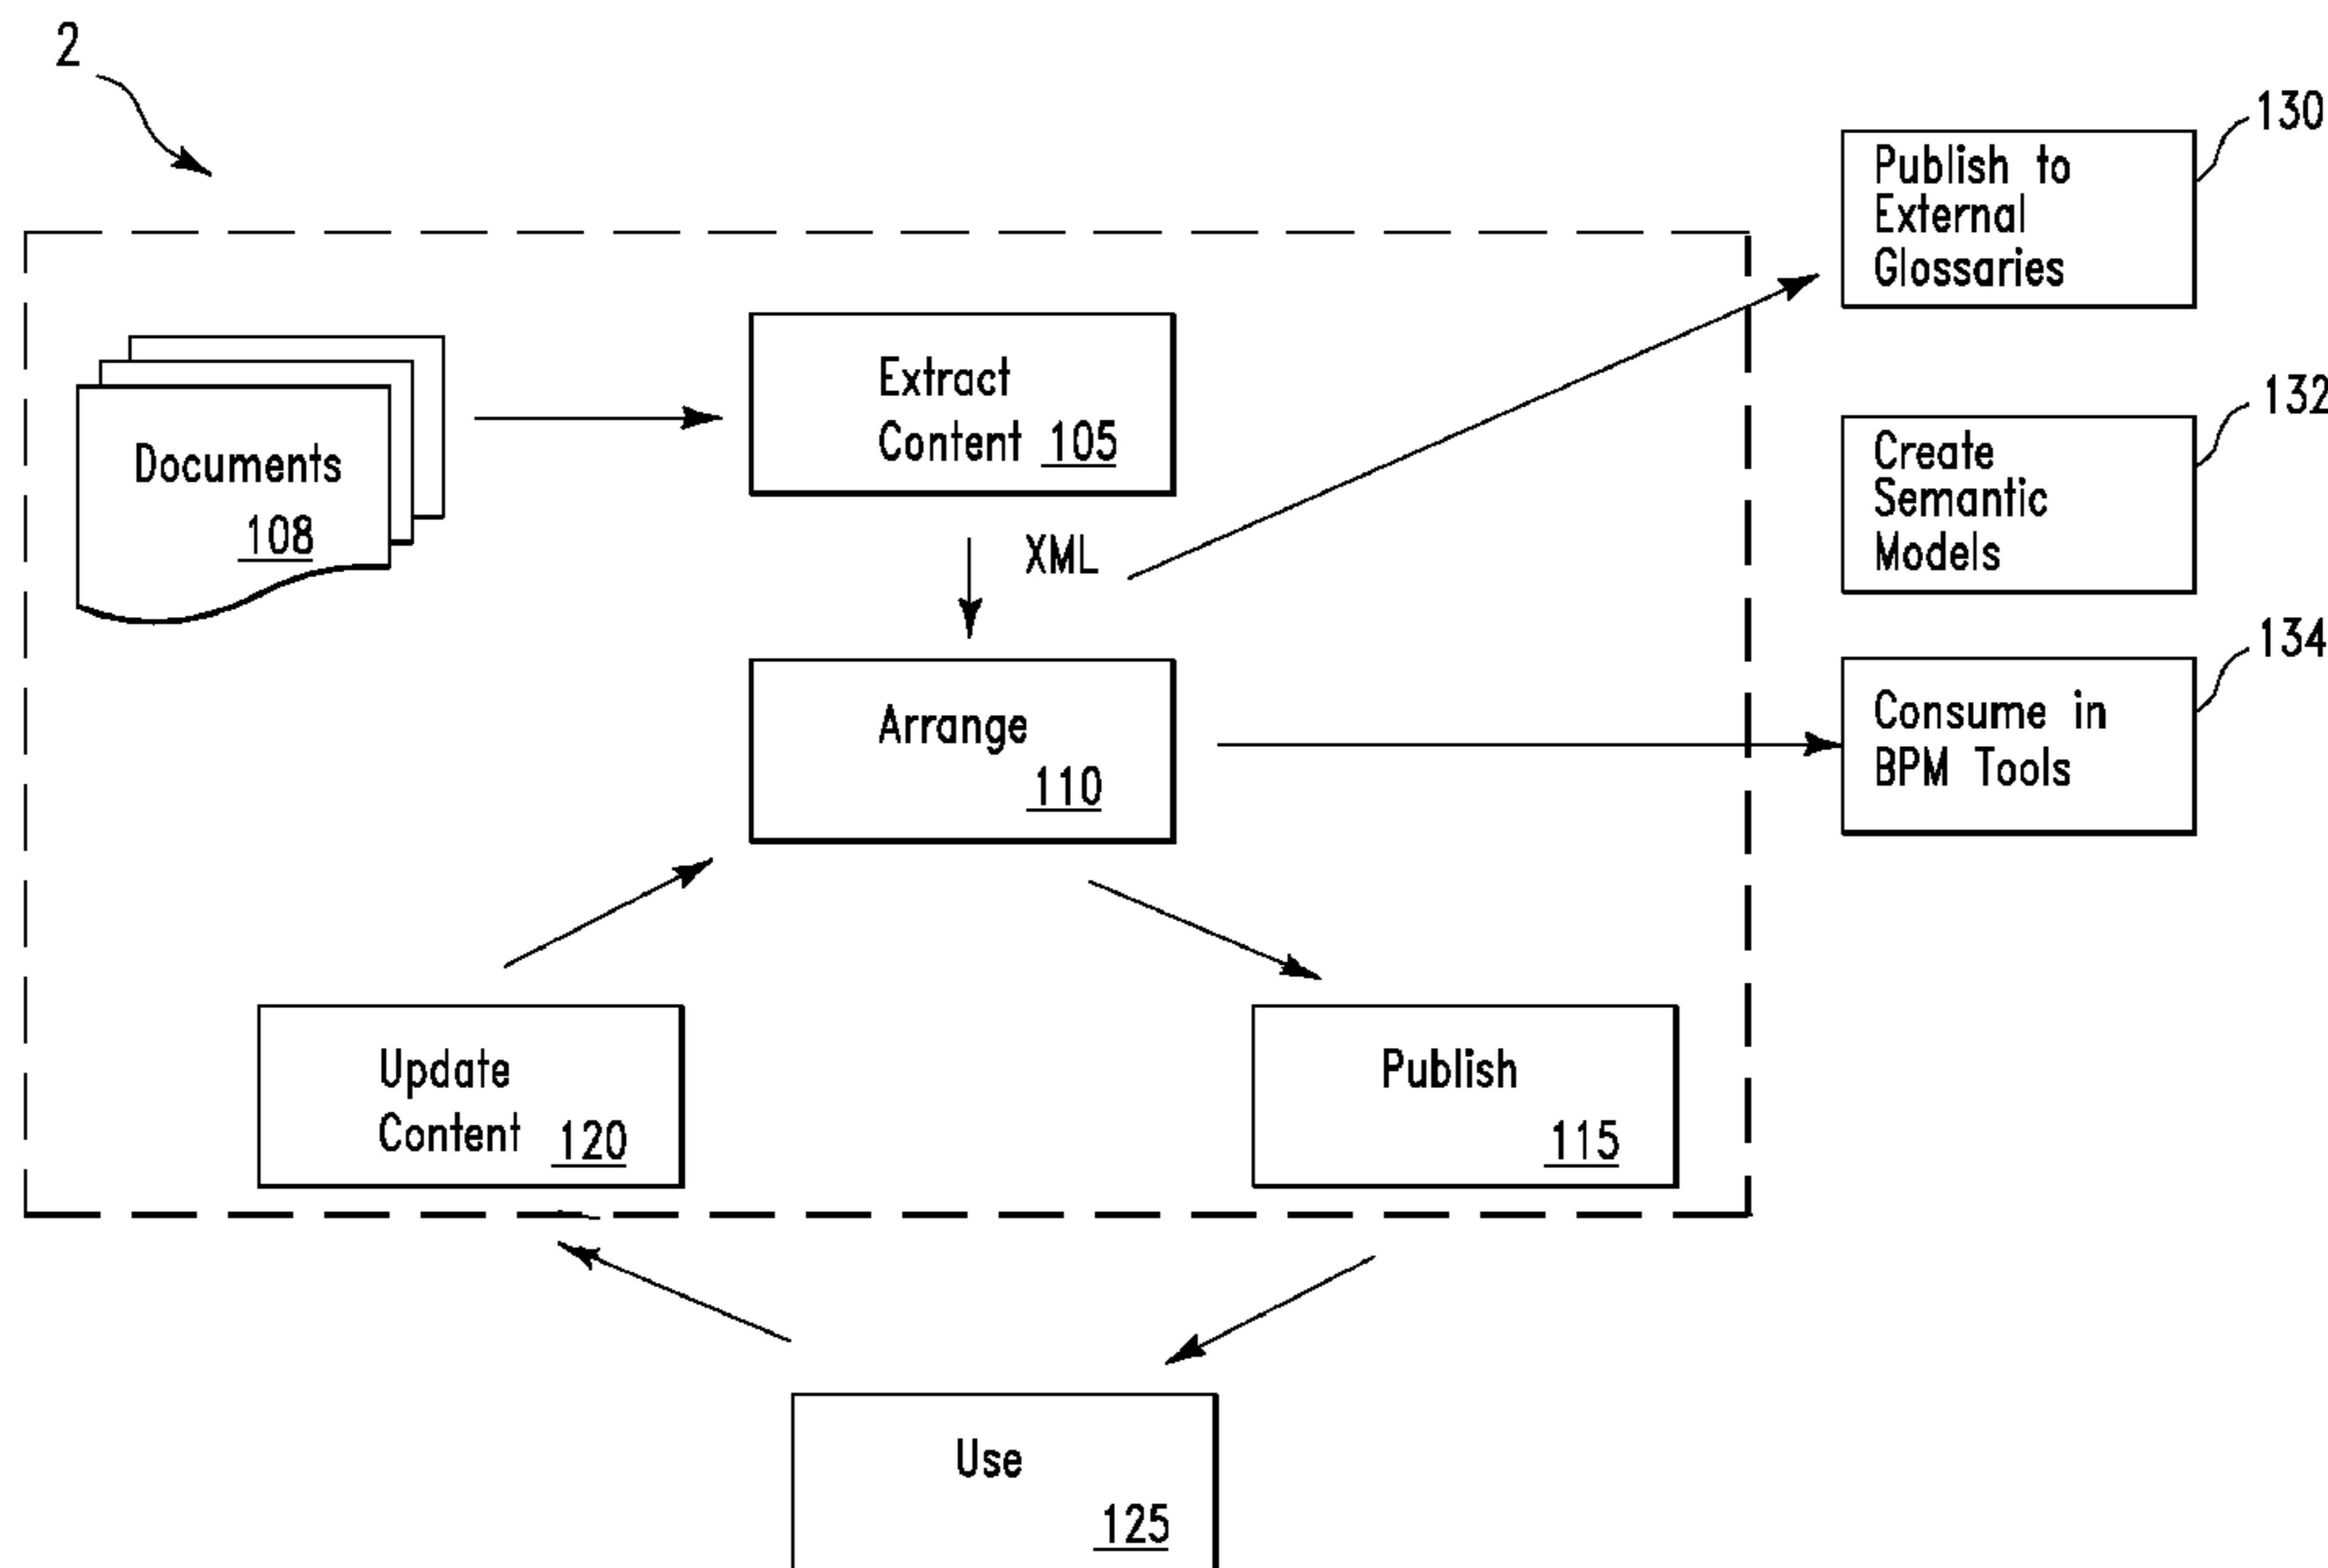 2
130
Publish to
External
Glossaries
132
Create
Semantic
Models
134
Consume in
BPM Tools
Documents
108
Extract
Content 105
XML
Arrange
110
Update
Content 120
Publish
115
Use
125